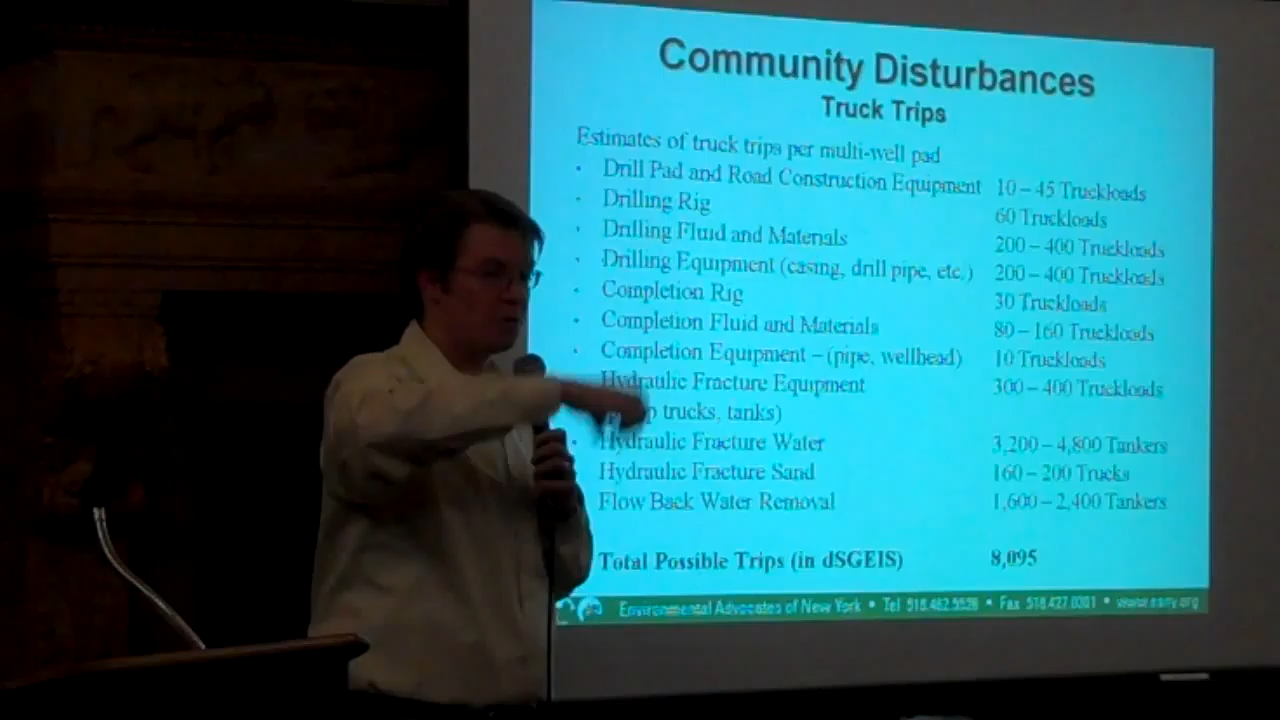 Community Disturbances
Truck Trips
Estimates of truck trips per multi-well pad
· Drill Pad and Road Construction Equipment 10 – 45 Truckloads
· Drilling Rig 60 Truckloads
· Drilling Fluid and Materials 200 – 400 Truckloads
· Drilling Equipment (casing, drill pipe, etc.) 200 – 400 Truckloads
· Completion Rig 30 Truckloads
· Completion Fluid and Materials 80 – 160 Truckloads
· Completion Equipment – (pipe, wellhead) 10 Truckloads
Hydraulic Fracture Equipment 300 – 400 Truckloads
trucks, tanks)
· Hydraulic Fracture Water 3,200 – 4,800 Tankers
Hydraulic Fracture Sand 160 – 200 Trucks
Flow Back Water Removal 1,600 – 2,400 Tankers
Total Possible Trips (in dSGEIS) 8,095
Environmental Advocates of New York • Tel • Fax •